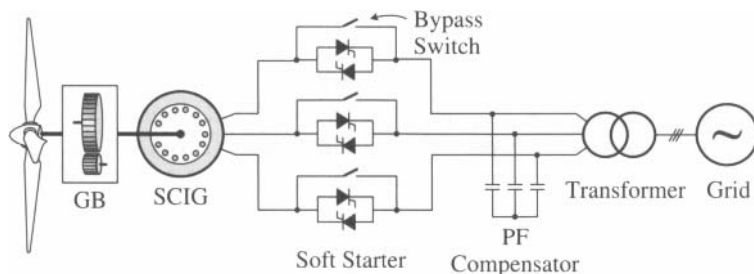 Bypass
Switch
GB
SCIG
Soft Starter
PF
Compensator
Transformer
Grid